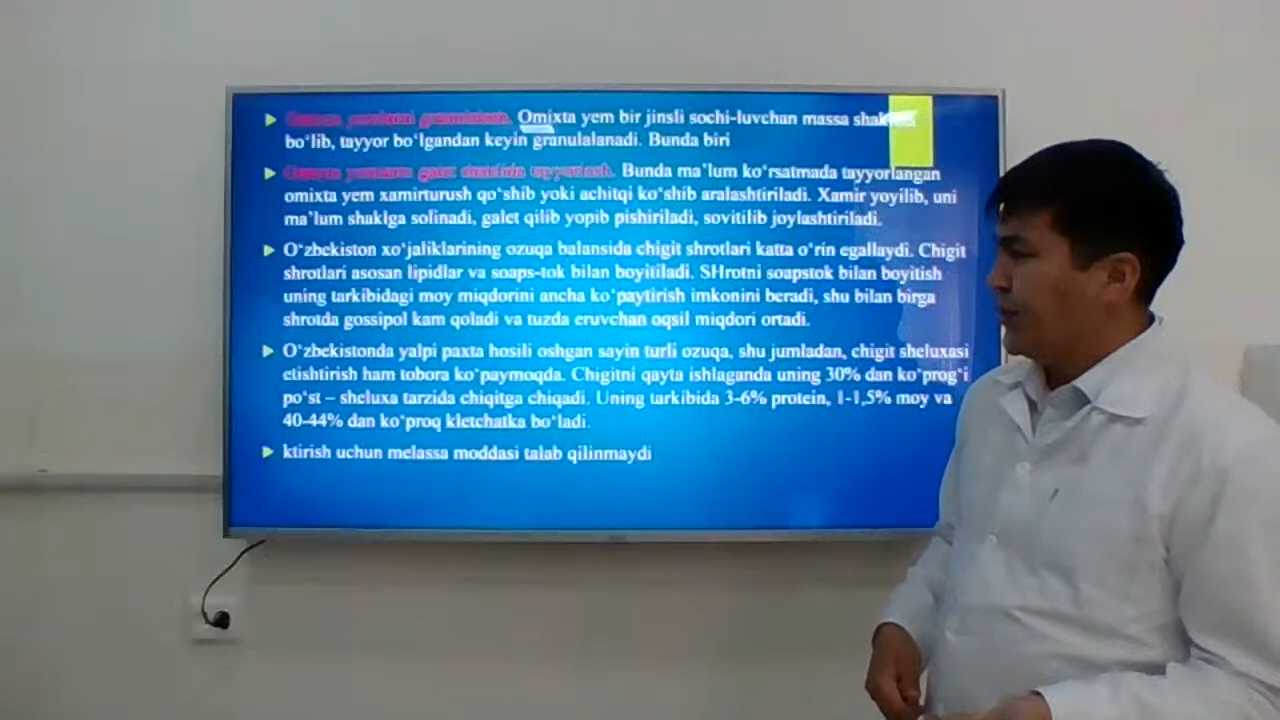 Omixta yem bir jinsli sochi-luvchan massa
bo‘lib, tayyor bo‘lgandan keyin granulalanadi. Bunda biri
Bunda ma’lum ko‘rsatmada tayyorlangan
omixta yem xamirturush qo‘shib yoki achitqi ko‘shib aralashtiriladi. Xamir yoyilib, uni
ma’lum shaklga solinadi, galet qilib yopib pishiriladi, sovitilib joylashtiriladi.
O‘zbekiston xo‘jaliklarining ozuqa balansida chigit shrotlari katta o‘rin egallaydi. Chigit
shrotlari asosan lipidlar va soaps-tok bilan boyitiladi. SHrotni soapstok bilan boyitish
uning tarkibidagi moy miqdorini ancha ko‘paytirish imkonini beradi, shu bilan birga
shrotda gossipol kam qoladi va tuzda eruvchan oqsil miqdori ortadi.
O‘zbekistonda yalpi paxta hosili oshgan sayin turli ozuqa, shu jumladan, chigit sheluxasi
etishtirish ham tobora ko‘paymoqda. Chigitni qayta ishlaganda uning 30% dan ko‘prog‘i
po‘st – sheluxa tarzida chiqitga chiqadi. Uning tarkibida 3-6% protein, 1-1,5% moy va
40-44% dan ko‘proq kletchatka bo‘ladi.
ktirish uchun melassa moddasi talab qilinmaydi